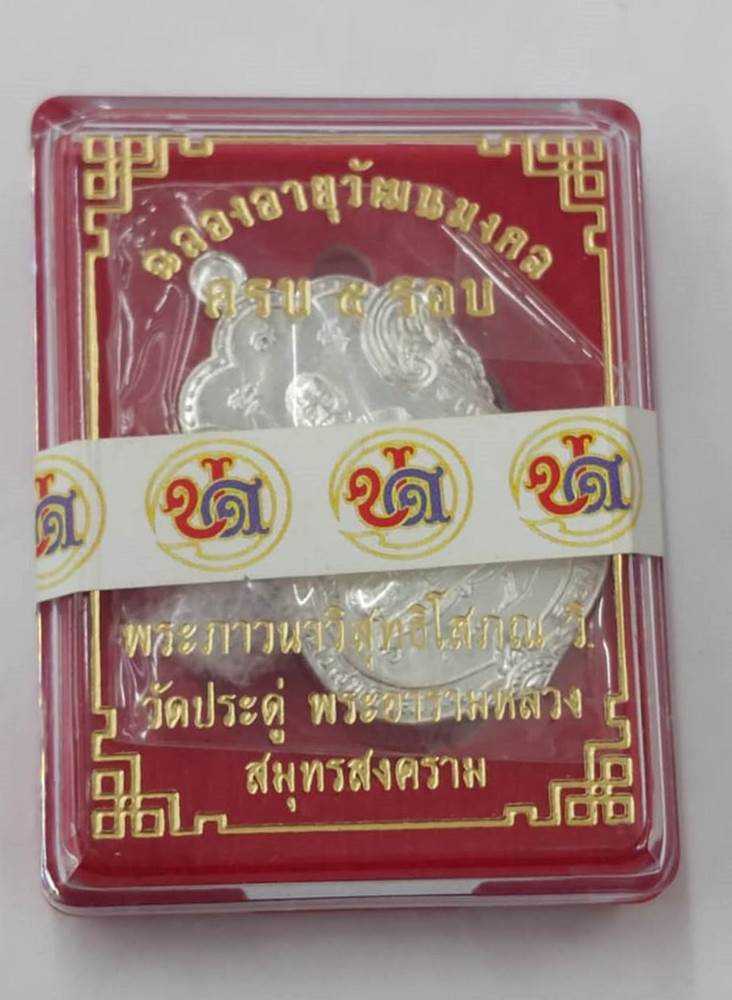 ฉลองอายุวัฒนมงคล
ครบ ๕ รอบ
พระภาวนาวิสุทธิโสภณ วิ.
วัดประดู่ พระอารามหลวง
สมุทรสงคราม